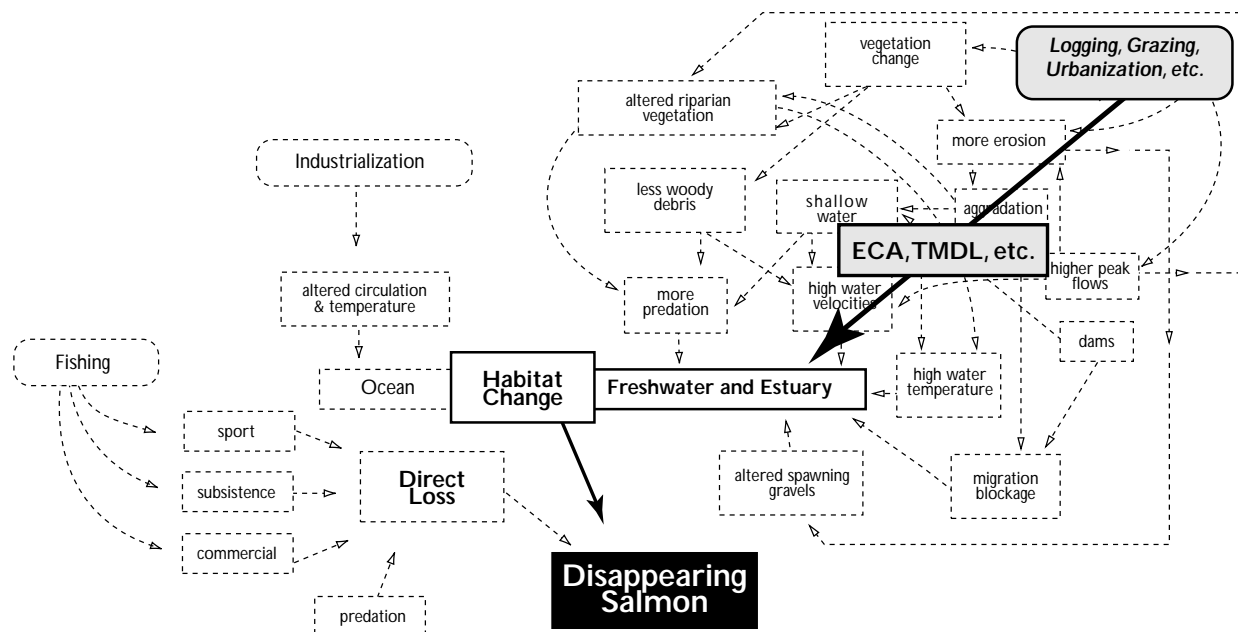 vegetation
change
Logging, Grazing,
Urbanization, etc.
altered riparian
vegetation
more erosion
Industrialization
less woody
debris
shallow
water
aggradation
ECA, TMDL, etc.
altered circulation
& temperature
more
predation
high water
velocities
higher peak
flows
dams
Fishing
Ocean
Habitat
Change
Freshwater and Estuary
high water
temperature
sport
Direct
Loss
subsistence
altered spawning
gravels
migration
blockage
commercial
Disappearing
Salmon
predation